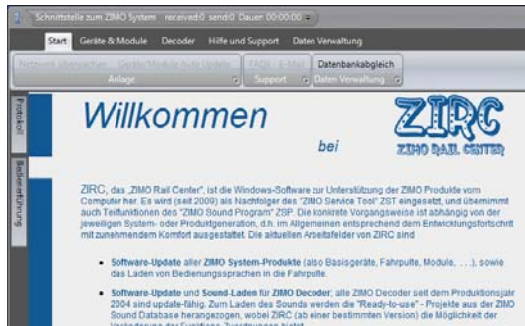 Schnittstelle zum ZIMO System received:0 send:0 Dauer: 00:00:00
Start Geräte & Module Decoder Hilfe und Support Daten Verwaltung
Netzwerk überwachen Geräte/Module Auto Update FAQs E-Mail Datenbankabgleich
Anlage Support Daten Verwaltung
Protokoll
Bedienerführung
Willkommen
bei
ZIRC
ZIMO RAIL CENTER
ZIRC, das „ZIMO Rail Center", ist die Windows-Software zur Unterstützung der ZIMO Produkte vom
Computer her. Es wird (seit 2009) als Nachfolger des "ZIMO Service Tool" ZST eingesetzt, und übernimmt
auch Teilfunktionen des "ZIMO Sound Program" ZSP. Die konkrete Vorgangsweise ist abhängig von der
jeweiligen System- oder Produktgeneration, d.h. im Allgemeinen entsprechend dem Entwicklungsfortschritt
mit zunehmendem Komfort ausgestattet. Die aktuellen Arbeitsfelder von ZIRC sind
• Software-Update aller ZIMO System-Produkte (also Basisgeräte, Fahrpulte, Module, . . .), sowie
das Laden von Bedienungssprachen in die Fahrpulte.
• Software-Update und Sound-Laden für ZIMO Decoder; alle ZIMO Decoder seit dem Produktionsjahr
2004 sind update-fähig. Zum Laden des Sounds werden die "Ready-to-use" - Projekte aus der ZIMO
Sound Database herangezogen, wobei ZIRC (ab einer bestimmten Version) die Möglichkeit der